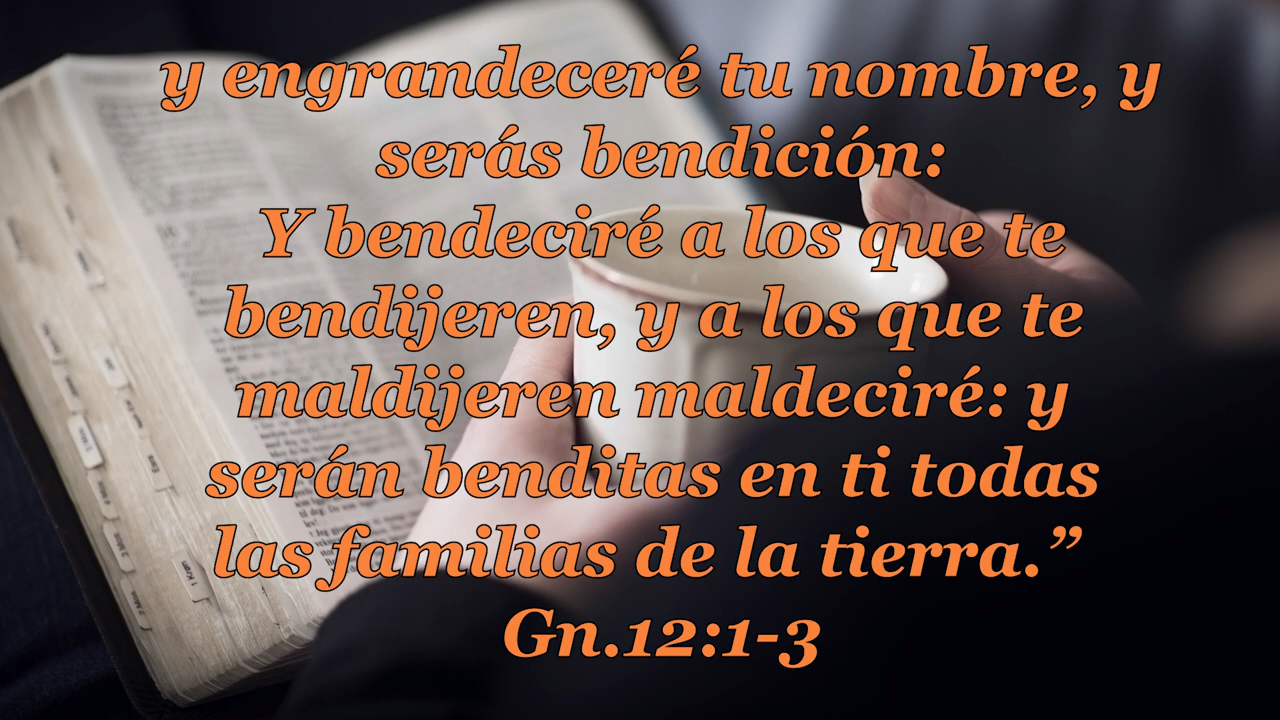 y engrandeceré tu nombre, y
serás bendición:
Y bendeciré a los que te
bendijeren, y a los que te
maldijeren maldeciré: y
serán benditas en ti todas
las familias de la tierra.”
Gn.12:1-3